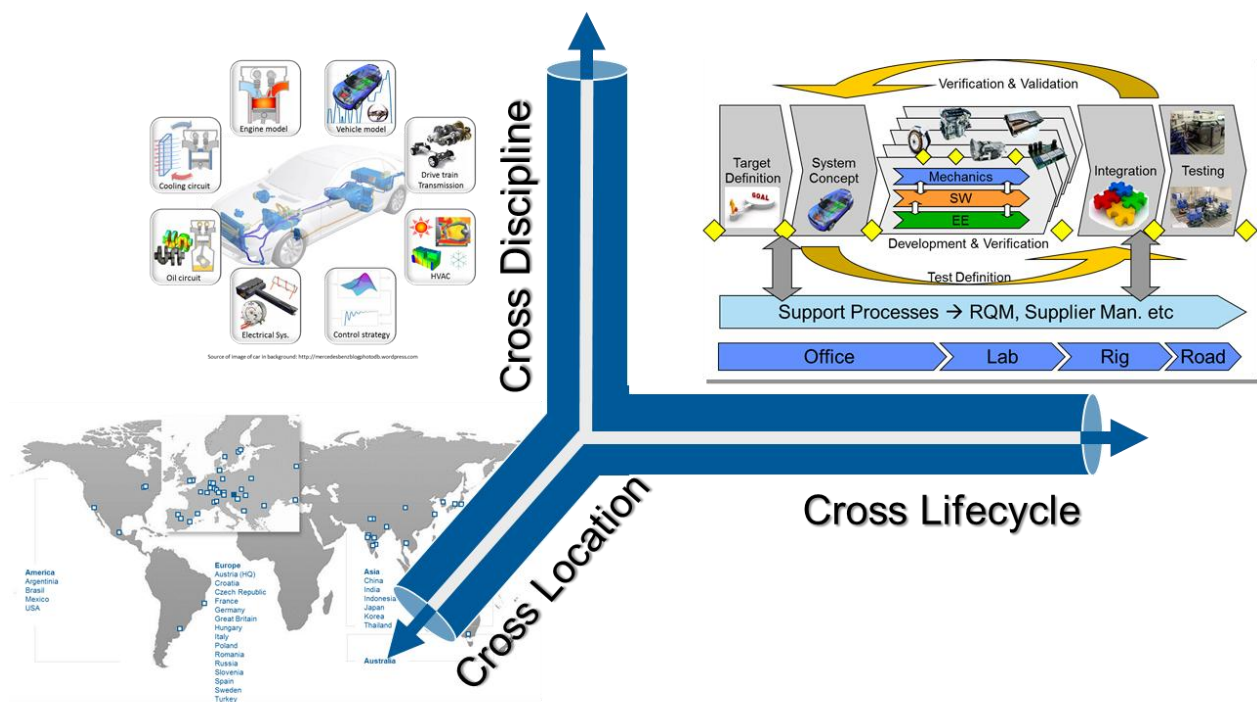 Engine model
Vehicle model
Cooling circuit
Drive train
Transmission
Oil circuit
HVAC
Electrical Sys.
Control strategy
Source of image of car in background: http://mercedesbenzblogphotodb.wordpress.com
Cross Discipline
Verification & Validation
Target
Definition
GOAL
System
Concept
Mechanics
SW
EE
Development & Verification
Integration
Testing
Test Definition
Support Processes → RQM, Supplier Man. etc
Office
Lab
Rig
Road
Cross Lifecycle
Cross Location
America
Argentinia
Brasil
Mexico
USA
Europe
Austria (HQ)
Croatia
Czech Republic
France
Germany
Great Britain
Hungary
Italy
Poland
Romania
Russia
Slovenia
Spain
Sweden
Turkey
Asia
China
India
Indonesia
Japan
Korea
Thailand
Australia